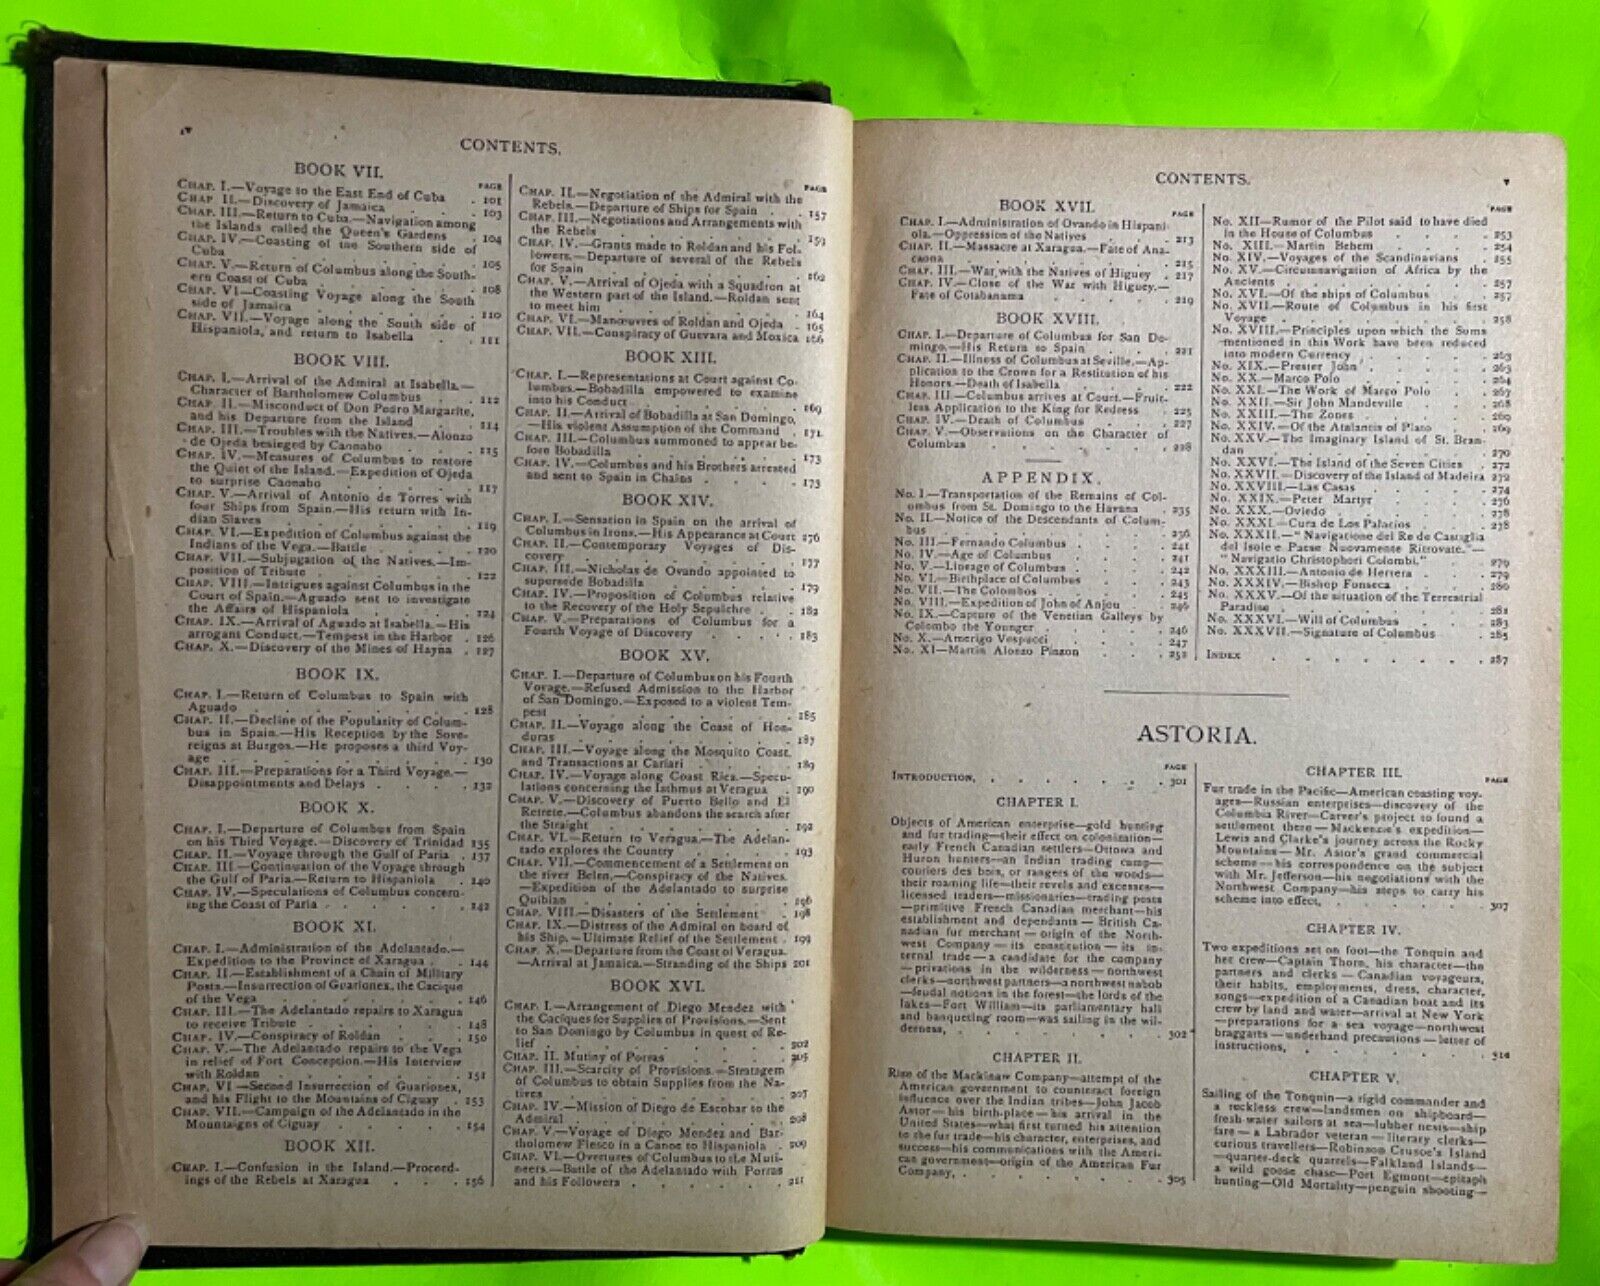 iv
CONTENTS.
BOOK VII.
PAGE
CHAP. I.—Voyage to the East End of Cuba . 101
CHAP II.—Discovery of Jamaica . . . 103
CHAP. III.—Return to Cuba.—Navigation among
the Islands called the Queen's Gardens . 104
CHAP. IV.—Coasting of the Southern side of
Cuba . . . . . . . 105
CHAP. V.—Return of Columbus along the South-
ern Coast of Cuba . . . . . 108
CHAP. VI—Coasting Voyage along the South
side of Jamaica . . . . . 110
CHAP. VII.—Voyage along the South side of
Hispaniola, and return to Isabella . . 111
BOOK VIII.
CHAP. I.—Arrival of the Admiral at Isabella.—
Character of Bartholomew Columbus . . 112
CHAP. II.—Misconduct of Don Pedro Margarite,
and his Departure from the Island . . 114
CHAP. III.—Troubles with the Natives.—Alonzo
de Ojeda besieged by Caonabo . . . 115
CHAP. IV.—Measures of Columbus to restore
the Quiet of the Island.—Expedition of Ojeda
to surprise Caonabo . . . . 117
CHAP. V.—Arrival of Antonio de Torres with
four Ships from Spain.—His return with In-
dian Slaves . . . . . . 119
CHAP. VI.—Expedition of Columbus against the
Indians of the Vega.—Battle . . . 120
CHAP. VII.—Subjugation of the Natives.—Im-
position of Tribute . . . . . 122
CHAP. VIII.—Intrigues against Columbus in the
Court of Spain.—Aguado sent to investigate
the Affairs of Hispaniola . . . . 124
CHAP. IX.—Arrival of Aguado at Isabella.—His
arrogant Conduct.—Tempest in the Harbor . 126
CHAP. X.—Discovery of the Mines of Hayna . 127
BOOK IX.
CHAP. I.—Return of Columbus to Spain with
Aguado . . . . . . . 128
CHAP. II.—Decline of the Popularity of Colum-
bus in Spain.—His Reception by the Sove-
reigns at Burgos.—He proposes a third Voy-
age . . . . . . . 130
CHAP. III.—Preparations for a Third Voyage.—
Disappointments and Delays . . . 132
BOOK X.
CHAP. I.—Departure of Columbus from Spain
on his Third Voyage.—Discovery of Trinidad 135
CHAP. II.—Voyage through the Gulf of Paria . 137
CHAP. III.—Continuation of the Voyage through
the Gulf of Paria.—Return to Hispaniola . 140
CHAP. IV.—Speculations of Columbus concern-
ing the Coast of Paria . . . . 142
BOOK XI.
CHAP. I.—Administration of the Adelantado.—
Expedition to the Province of Xaragua . . 144
CHAP. II.—Establishment of a Chain of Military
Posts.—Insurrection of Guarionex, the Cacique
of the Vega . . . . . . 146
CHAP. III.—The Adelantado repairs to Xaragua
to receive Tribute . . . . . 148
CHAP. IV.—Conspiracy of Roldan . . . 150
CHAP. V.—The Adelantado repairs to the Vega
in relief of Fort Conception.—His Interview
with Roldan . . . . . . 151
CHAP. VI—Second Insurrection of Guarionex,
and his Flight to the Mountains of Ciguay . 153
CHAP. VII.—Campaign of the Adelantado in the
Mountains of Ciguay . . . . 154
BOOK XII.
CHAP. I.—Confusion in the Island.—Proceed-
ings of the Rebels at Xaragua . . . 156
PAGE
CHAP. II.—Negotiation of the Admiral with the
Rebels.—Departure of Ships for Spain . 157
CHAP. III.—Negotiations and Arrangements with
the Rebels . . . . . . 159
CHAP. IV.—Grants made to Roldan and his Fol-
lowers.—Departure of several of the Rebels
for Spain . . . . . . 162
CHAP. V.—Arrival of Ojeda with a Squadron at
the Western part of the Island.—Roldan sent
to meet him . . . . . . 164
CHAP. VI.—Manœuvres of Roldan and Ojeda . 165
CHAP. VII.—Conspiracy of Guevara and Moxica 166
BOOK XIII.
CHAP. I.—Representations at Court against Co-
lumbus.—Bobadilla empowered to examine
into his Conduct . . . . . 169
CHAP. II.—Arrival of Bobadilla at San Domingo,
—His violent Assumption of the Command . 171
CHAP. III.—Columbus summoned to appear be-
fore Bobadilla . . . . . 173
CHAP. IV.—Columbus and his Brothers arrested
and sent to Spain in Chains . . . 173
BOOK XIV.
CHAP. I.—Sensation in Spain on the arrival of
Columbus in Irons.—His Appearance at Court 276
CHAP. II.—Contemporary Voyages of Dis-
covery . . . . . . . 177
CHAP. III.—Nicholas de Ovando appointed to
supersede Bobadilla . . . . 179
CHAP. IV.—Proposition of Columbus relative
to the Recovery of the Holy Sepulchre . . 182
CHAP. V.—Preparations of Columbus for a
Fourth Voyage of Discovery . . . . 183
BOOK XV.
CHAP. I.—Departure of Columbus on his Fourth
Voyage.—Refused Admission to the Harbor
of San Domingo.—Exposed to a violent Tem-
pest . . . . . . . 185
CHAP. II.—Voyage along the Coast of Hon-
duras . . . . . . . 187
CHAP. III.—Voyage along the Mosquito Coast,
and Transactions at Cariari . . . 189
CHAP. IV.—Voyage along Costa Rica.—Specu-
lations concerning the Isthmus at Veragua . 190
CHAP. V.—Discovery of Puerto Bello and El
Retrete.—Columbus abandons the search after
the Straight . . . . . . 192
CHAP. VI.—Return to Veragua.—The Adelan-
tado explores the Country . . . 193
CHAP. VII.—Commencement of a Settlement on
the river Belen.—Conspiracy of the Natives.
—Expedition of the Adelantado to surprise
Quibian . . . . . . . 196
CHAP. VIII.—Disasters of the Settlement . 198
CHAP. IX.—Distress of the Admiral on board of
his Ship.—Ultimate Relief of the Settlement . 199
CHAP. X.—Departure from the Coast of Veragua.
—Arrival at Jamaica.—Stranding of the Ships 201
BOOK XVI.
CHAP. I.—Arrangement of Diego Mendez with
the Caciques for Supplies of Provisions.—Sent
to San Domingo by Columbus in quest of Re-
lief . . . . . . . 202
CHAP. II. Mutiny of Porras . . . 205
CHAP. III.—Scarcity of Provisions.—Stratagem
of Columbus to obtain Supplies from the Na-
tives . . . . . . . 207
CHAP. IV.—Mission of Diego de Escobar to the
Admiral . . . . . . . 208
CHAP. V.—Voyage of Diego Mendez and Bar-
tholomew Fiesco in a Canoe to Hispaniola . 209
CHAP. VI.—Overtures of Columbus to the Muti-
neers.—Battle of the Adelantado with Porras
and his Followers . . . . . 211
CONTENTS.
v
BOOK XVII.
PAGE
CHAP. I.—Administration of Ovando in Hispani-
ola.—Oppression of the Natives . . 213
CHAP. II.—Massacre at Xaragua.—Fate of Ana-
caona . . . . . . . 215
CHAP. III.—War with the Natives of Higuey . 217
CHAP. IV.—Close of the War with Higuey.—
Fate of Cotabanama . . . . 219
BOOK XVIII.
CHAP. I.—Departure of Columbus for San Do-
mingo.—His Return to Spain . . . 221
CHAP. II.—Illness of Columbus at Seville.—Ap-
plication to the Crown for a Restitution of his
Honors.—Death of Isabella . . . 222
CHAP. III.—Columbus arrives at Court.—Fruit-
less Application to the King for Redress . 225
CHAP. IV.—Death of Columbus . . . 227
CHAP. V.—Observations on the Character of
Columbus . . . . . . 228
APPENDIX.
No. I.—Transportation of the Remains of Col-
ombus from St. Domingo to the Havana . 235
No. II.—Notice of the Descendants of Colum-
bus . . . . . . . 236
No. III.—Fernando Columbus . . . 241
No. IV.—Age of Columbus . . . . 241
No. V.—Lineage of Columbus . . . 242
No. VI.—Birthplace of Columbus . . . 243
No. VII.—The Colombos . . . . 245
No. VIII.—Expedition of John of Anjou . . 246
No. IX.—Capture of the Venetian Galleys by
Colombo the Younger . . . . 246
No. X.—Amerigo Vespucci . . . . 247
No. XI—Martin Alonzo Pinzon . . . 252
PAGE
No. XII—Rumor of the Pilot said to have died
in the House of Columbus . . . . 253
No. XIII.—Martin Behem . . . . 254
No. XIV.—Voyages of the Scandinavians . 255
No. XV.—Circumnavigation of Africa by the
Ancients . . . . . . 257
No. XVI.—Of the ships of Columbus . . 257
No. XVII.—Route of Columbus in his first
Voyage . . . . . . . 258
No. XVIII.—Principles upon which the Sums
mentioned in this Work have been reduced
into modern Currency . . . . 263
No. XIX.—Prester John . . . . 263
No. XX.—Marco Polo . . . . 264
No. XXI.—The Work of Marco Polo . . 267
No. XXII.—Sir John Mandeville . . . 268
No. XXIII.—The Zones . . . . 269
No. XXIV.—Of the Atalantis of Plato . . 269
No. XXV.—The Imaginary Island of St. Bran-
dan . . . . . . . 270
No. XXVI.—The Island of the Seven Cities . 272
No. XXVII.—Discovery of the Island of Madeira 272
No. XXVIII.—Las Casas . . . . 274
No. XXIX.—Peter Martyr . . . . 276
No. XXX.—Oviedo . . . . . 278
No. XXXI.—Cura de Los Palacios . . 278
No. XXXII.—"Navigatione del Re de Castiglia
del Isole e Paese Nuovamente Ritrovate."—
"Navigatio Christophori Colombi." . . 279
No. XXXIII.—Antonio de Herrera . . 279
No. XXXIV.—Bishop Fonseca . . . 280
No. XXXV.—Of the situation of the Terrestrial
Paradise . . . . . . 281
No. XXXVI.—Will of Columbus . . . 283
No. XXXVII.—Signature of Columbus . . 285
INDEX . . . . . . . 287
ASTORIA.
PAGE
INTRODUCTION, . . . . . . 301
CHAPTER I.
Objects of American enterprise—gold hunting
and fur trading—their effect on colonization—
early French Canadian settlers—Ottowa and
Huron hunters—an Indian trading camp—
couriers des bois, or rangers of the woods—
their roaming life—their revels and excesses—
licensed traders—missionaries—trading posts
—primitive French Canadian merchant—his
establishment and dependants—British Ca-
nadian fur merchant—origin of the North-
west Company—its constitution—its in-
ternal trade—a candidate for the company
—privations in the wilderness—northwest
clerks—northwest partners—a northwest nabob
—feudal notions in the forest—the lords of the
lakes—Fort William—its parliamentary hall
and banqueting room—was sailing in the wil-
derness, . . . . . . . 302
CHAPTER II.
Rise of the Mackinaw Company—attempt of the
American government to counteract foreign
influence over the Indian tribes—John Jacob
Astor—his birth-place—his arrival in the
United States—what first turned his attention
to the fur trade—his character, enterprises, and
success—his communications with the Ameri-
can government—origin of the American Fur
Company, . . . . . . 305
CHAPTER III.
PAGE
Fur trade in the Pacific—American coasting voy-
ages—Russian enterprises—discovery of the
Columbia River—Carver's project to found a
settlement there—Mackenzie's expedition—
Lewis and Clarke's journey across the Rocky
Mountains—Mr. Astor's grand commercial
scheme—his correspondence on the subject
with Mr. Jefferson—his negotiations with the
Northwest Company—his steps to carry his
scheme into effect, . . . . . 307
CHAPTER IV.
Two expeditions set on foot—the Tonquin and
her crew—Captain Thorn, his character—the
partners and clerks—Canadian voyageurs,
their habits, employments, dress, character,
songs—expedition of a Canadian boat and its
crew by land and water—arrival at New York
—preparations for a sea voyage—northwest
braggarts—underhand precautions—letter of
instructions, . . . . . . 314
CHAPTER V.
Sailing of the Tonquin—a rigid commander and
a reckless crew—landsmen on shipboard—
fresh-water sailors at sea—lubber nests—ship
fare—a Labrador veteran—literary clerks—
curious travellers—Robinson Crusoe's Island
—quarter-deck quarrels—Falkland Islands—
a wild goose chase—Port Egmont—epitaph
hunting—Old Mortality—penguin shooting—